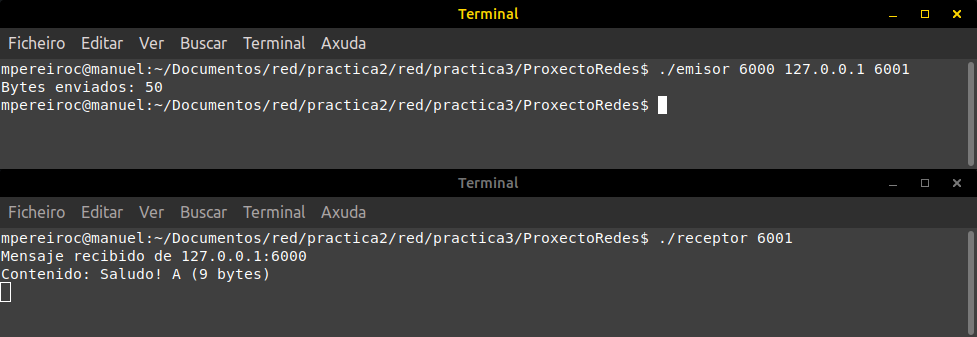 Terminal
Ficheiro Editar Ver Buscar Terminal Axuda
mpereiroc@manuel:~/Documentos/red/practica2/red/practica3/ProxectoRedes$ ./emisor 6000 127.0.0.1 6001
Bytes enviados: 50
mpereiroc@manuel:~/Documentos/red/practica2/red/practica3/ProxectoRedes$
Terminal
Ficheiro Editar Ver Buscar Terminal Axuda
mpereiroc@manuel:~/Documentos/red/practica2/red/practica3/ProxectoRedes$ ./receptor 6001
Mensaje recibido de 127.0.0.1:6000
Contenido: Saludo! A (9 bytes)